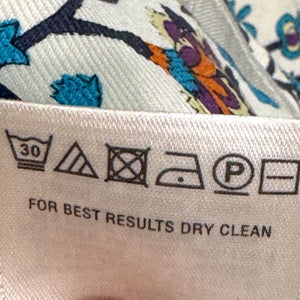 30 P
FOR BEST RESULTS DRY CLEAN